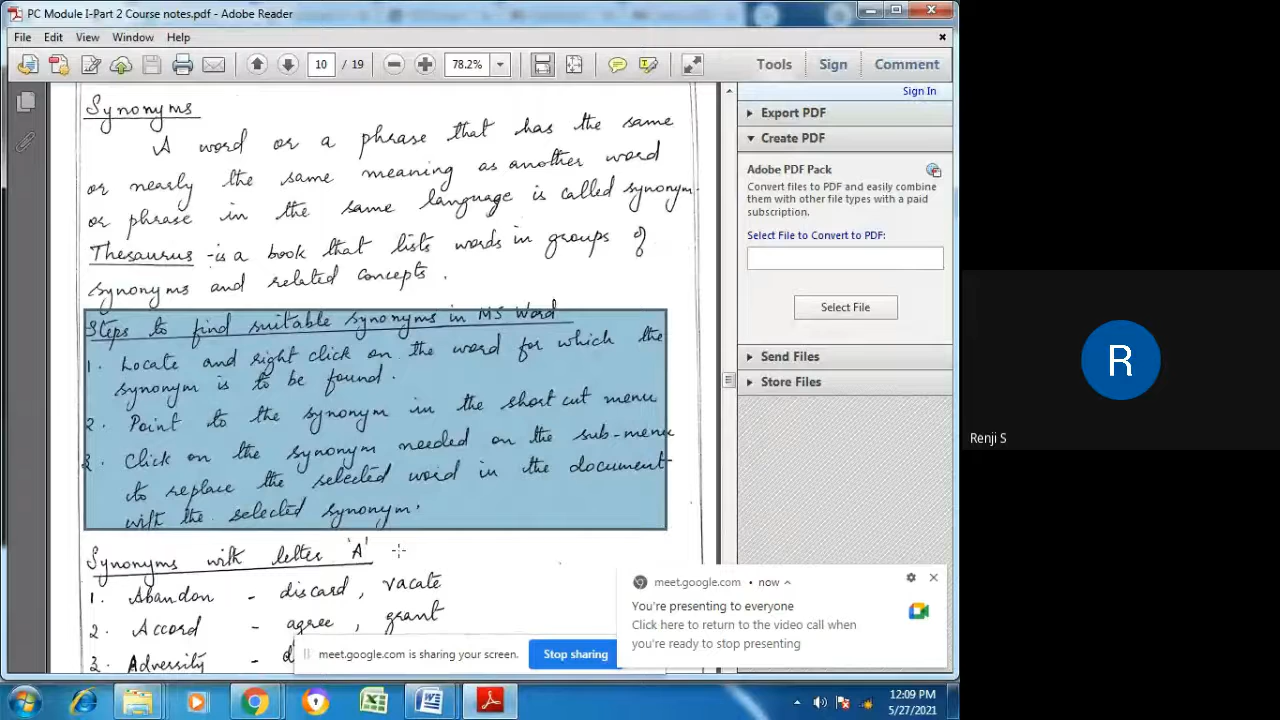 PC Module I-Part 2 Course notes.pdf - Adobe Reader
File Edit View Window Help
10 / 19
78.2%
Tools Sign Comment
Sign In
Export PDF
Create PDF
Adobe PDF Pack
Convert files to PDF and easily combine
them with other file types with a paid
subscription.
Select File to Convert to PDF:
Select File
Send Files
Store Files
Synonyms
A word or a phrase that has the same
or nearly the same meaning as another word
or phrase in the same language is called synonym.
Thesaurus - is a book that lists words in groups of
synonyms and related concepts.
Steps to find suitable synonyms in MS Word
1. Locate and right click on the word for which the
synonym is to be found.
2. Point to the synonym in the short cut menu
3. Click on the synonym needed on the sub-menu
to replace the selected word in the document
with the selected synonym.
Synonyms with letter 'A'
1. Abandon - discard, vacate
2. Accord - agree, grant
3. Adversity - d
meet.google.com is sharing your screen.
Stop sharing
meet.google.com • now
You're presenting to everyone
Click here to return to the video call when
you're ready to stop presenting
R
Renji S
12:09 PM
5/27/2021